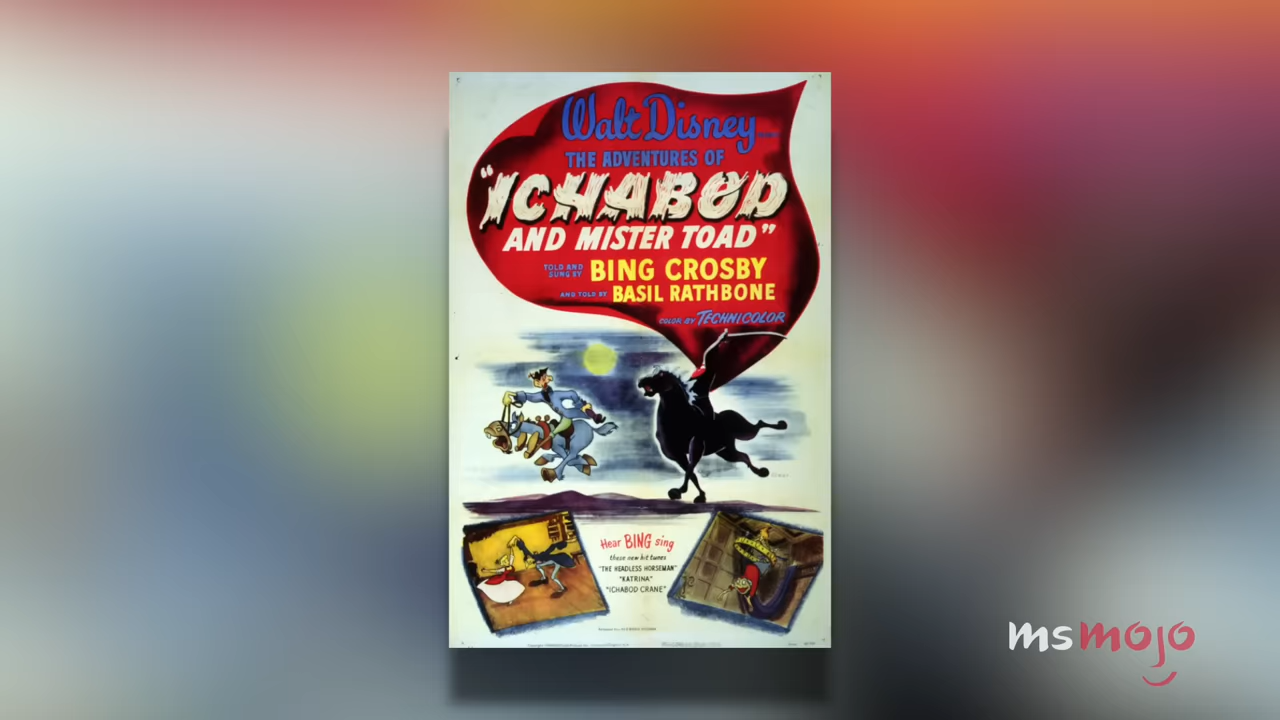 Walt Disney
THE ADVENTURES OF
"ICHABOD
AND MISTER TOAD"
TOLD AND
SUNG BY BING CROSBY
AND TOLD BY BASIL RATHBONE
COLOR BY TECHNICOLOR
Hear BING sing
these new hit tunes
"THE HEADLESS HORSEMAN"
"KATRINA"
"ICHABOD CRANE"
msmojo